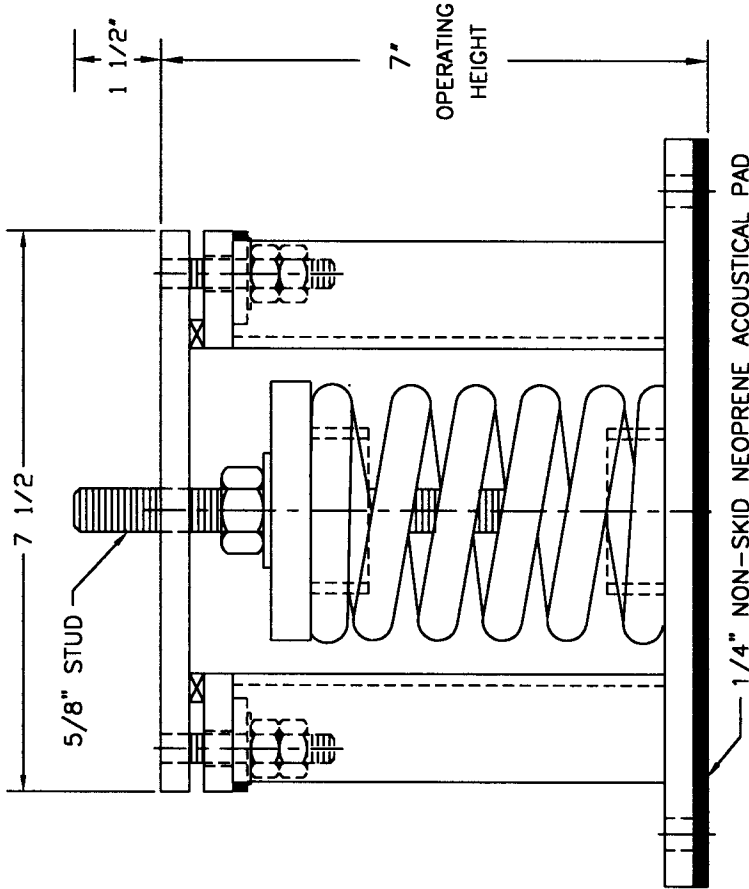 7 1/2
1 1/2"
5/8" STUD
7"
OPERATING
HEIGHT
1/4" NON-SKID NEOPRENE ACOUSTICAL PAD